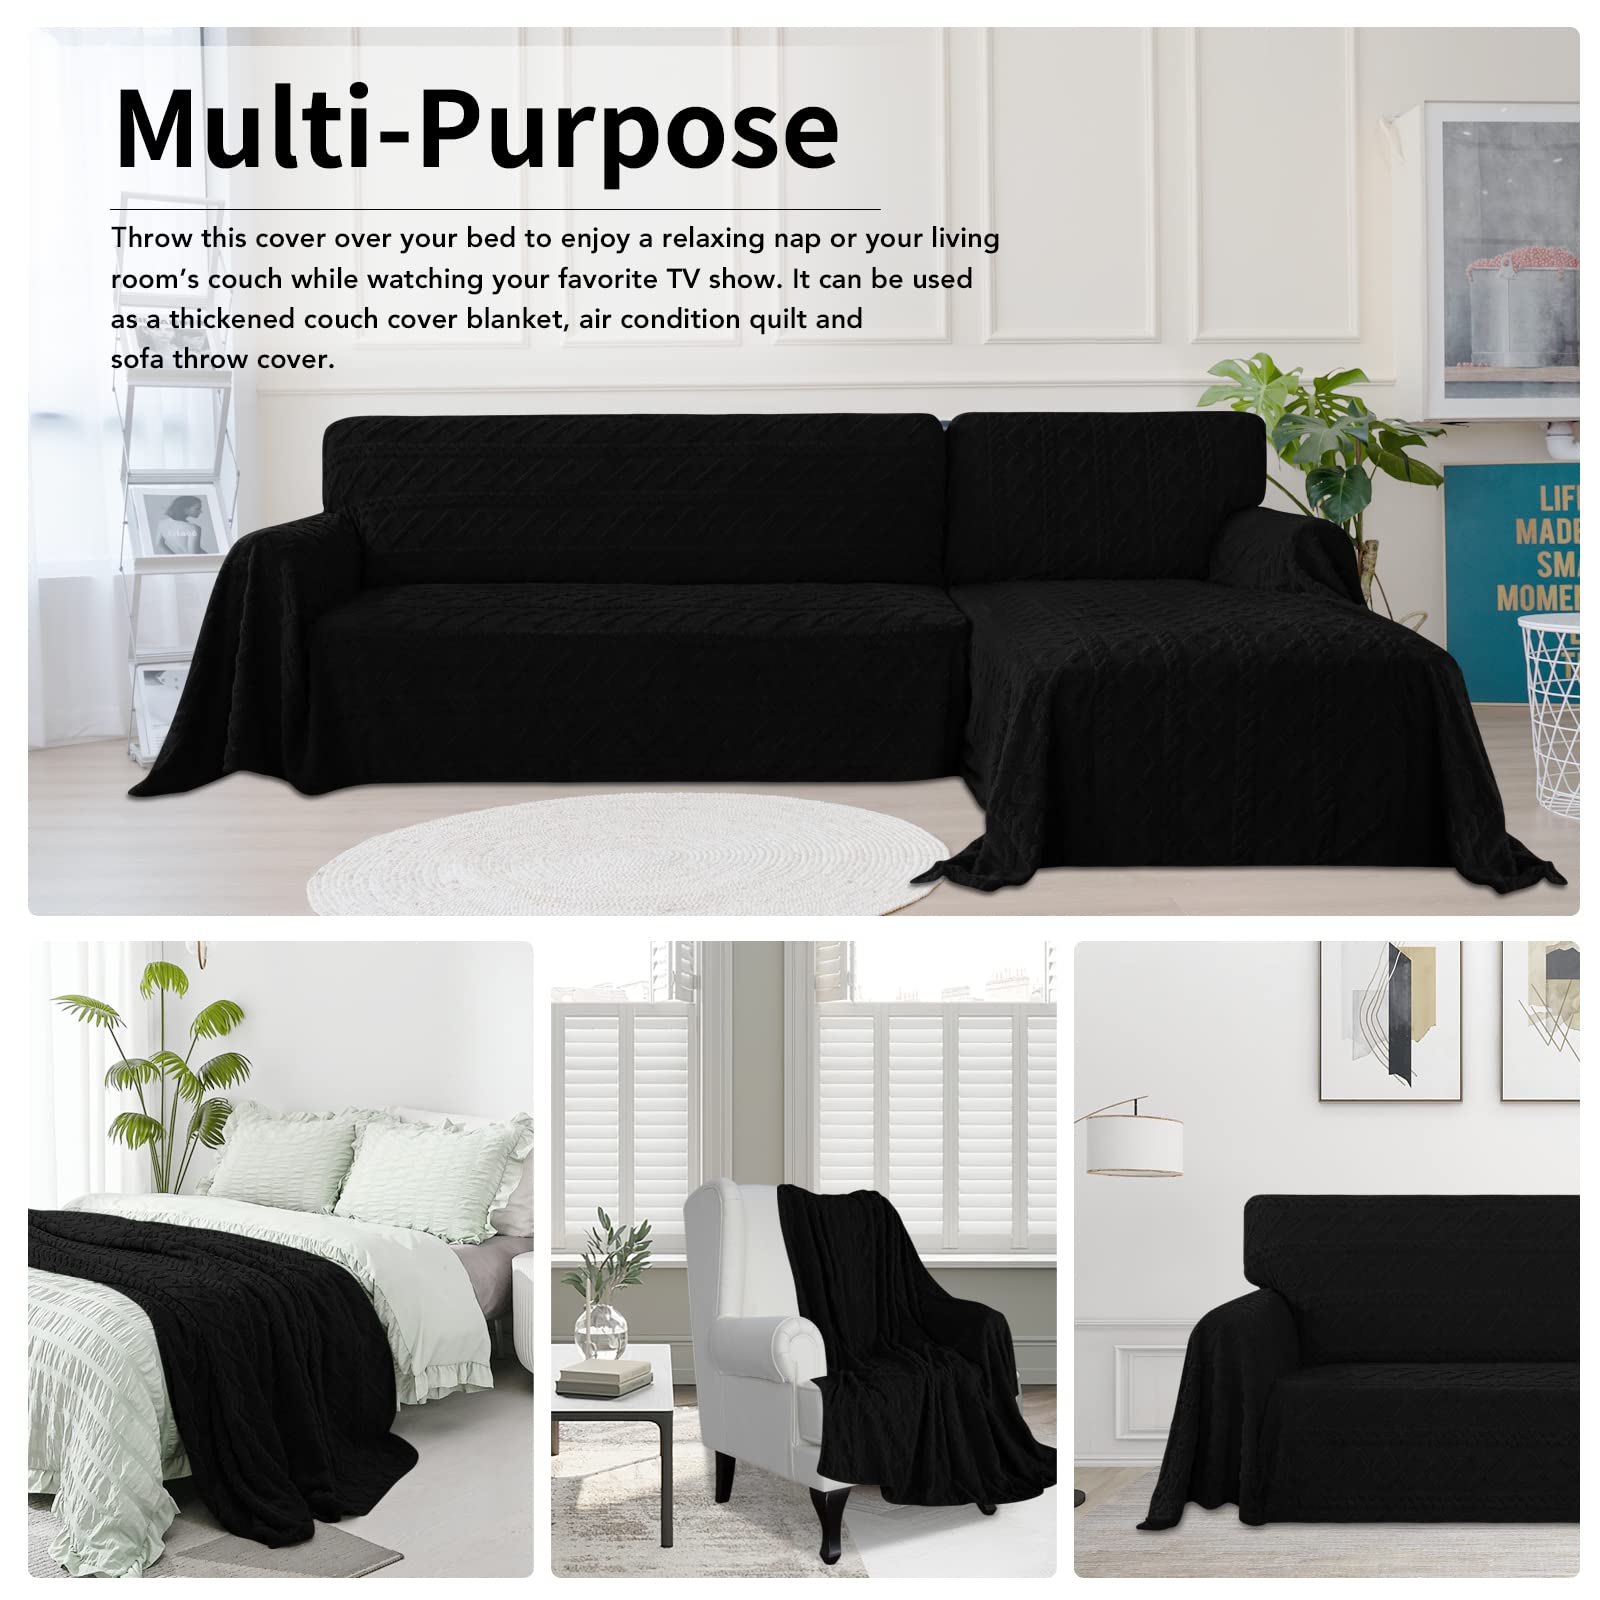 Multi-Purpose
Throw this cover over your bed to enjoy a relaxing nap or your living
room's couch while watching your favorite TV show. It can be used
as a thickened couch cover blanket, air condition quilt and
sofa throw cover.
MADE